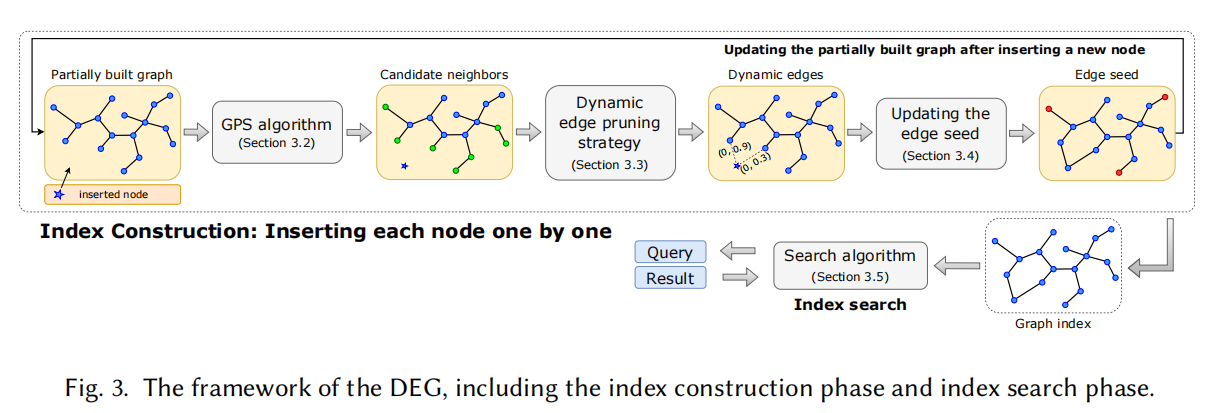 Updating the partially built graph after inserting a new node
Partially built graph
Candidate neighbors
Dynamic edges
Edge seed
GPS algorithm
(Section 3.2)
Dynamic
edge pruning
strategy
(Section 3.3)
(0, 0.9)
(0, 0.3)
Updating the
edge seed
(Section 3.4)
inserted node
Index Construction: Inserting each node one by one
Query
Result
Search algorithm
(Section 3.5)
Index search
Graph index
Fig. 3. The framework of the DEG, including the index construction phase and index search phase.